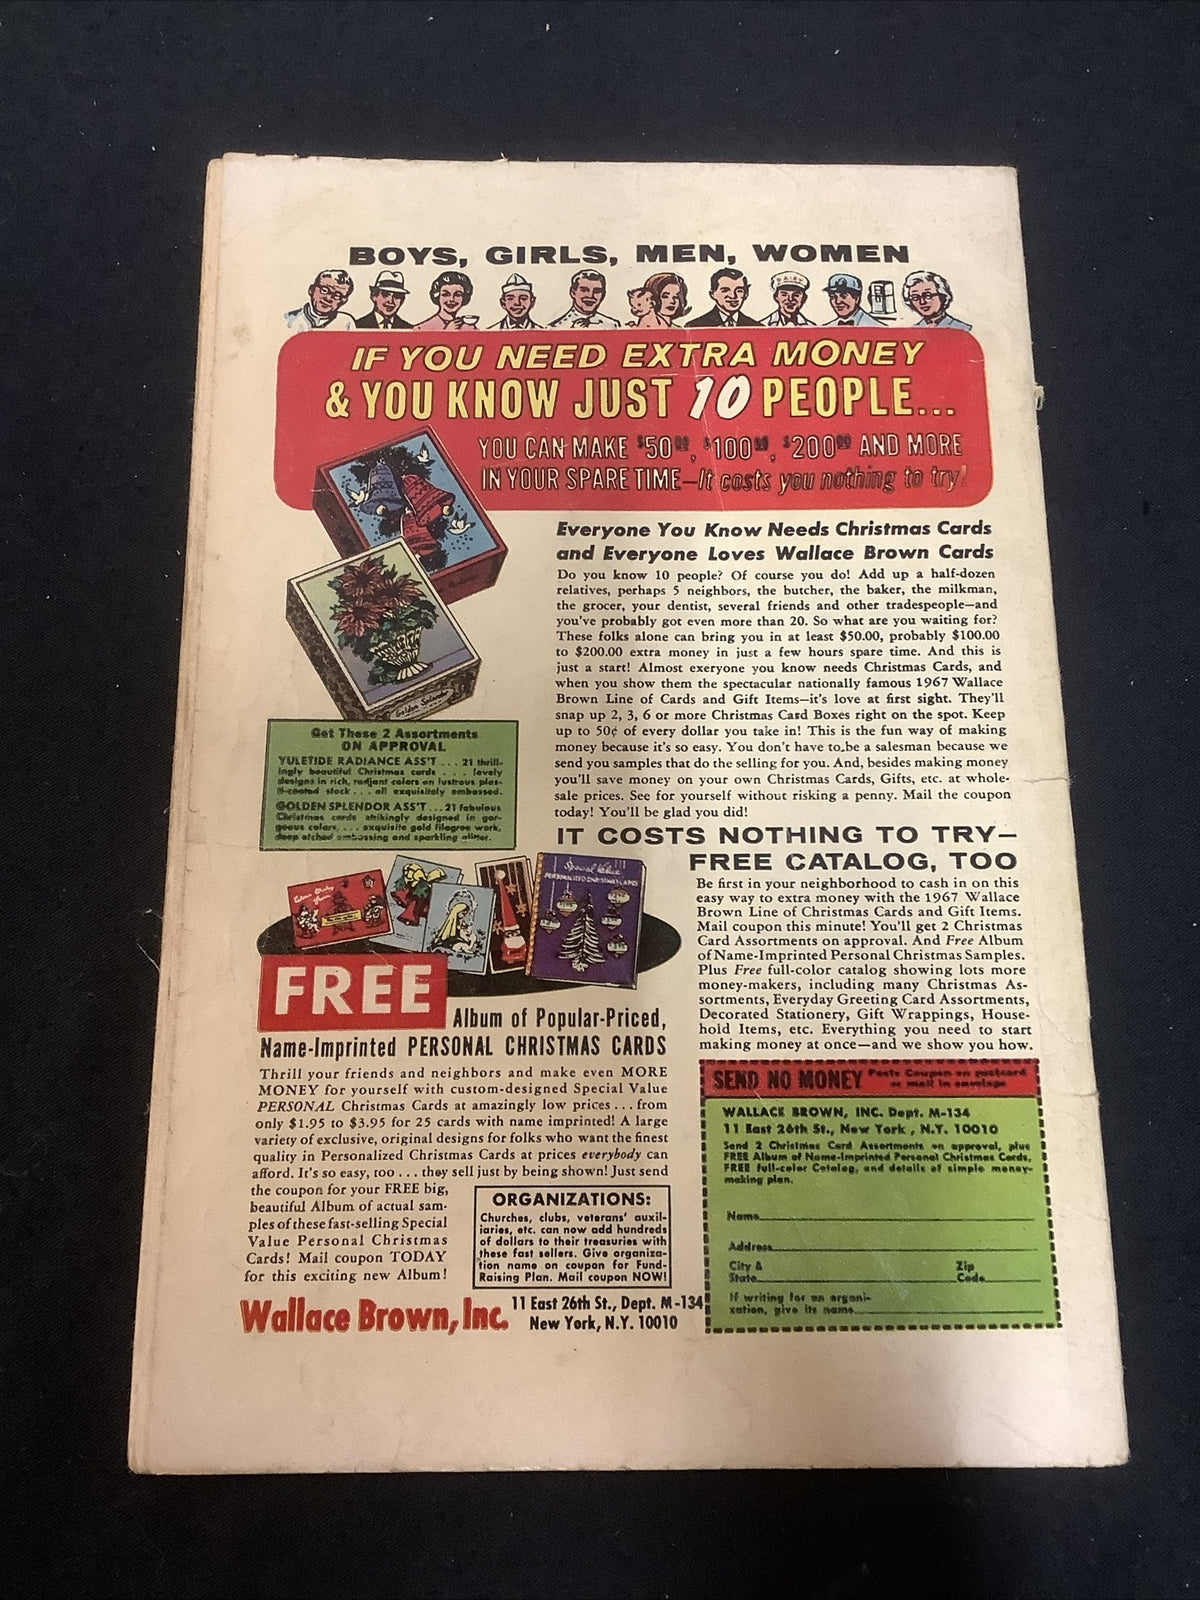 BOYS, GIRLS, MEN, WOMEN
DAIRY
IF YOU NEED EXTRA MONEY
& YOU KNOW JUST 10 PEOPLE...
YOU CAN MAKE $50.00, $100.00, $200.00 AND MORE
IN YOUR SPARE TIME—It costs you nothing to try!
Everyone You Know Needs Christmas Cards
and Everyone Loves Wallace Brown Cards
Do you know 10 people? Of course you do! Add up a half-dozen
relatives, perhaps 5 neighbors, the butcher, the baker, the milkman,
the grocer, your dentist, several friends and other tradespeople—and
you've probably got even more than 20. So what are you waiting for?
These folks alone can bring you in at least $50.00, probably $100.00
to $200.00 extra money in just a few hours spare time. And this is
just a start! Almost exeryone you know needs Christmas Cards, and
when you show them the spectacular nationally famous 1967 Wallace
Brown Line of Cards and Gift Items—it's love at first sight. They'll
snap up 2, 3, 6 or more Christmas Card Boxes right on the spot. Keep
up to 50¢ of every dollar you take in! This is the fun way of making
money because it's so easy. You don't have to be a salesman because we
send you samples that do the selling for you. And, besides making money
you'll save money on your own Christmas Cards, Gifts, etc. at whole-
sale prices. See for yourself without risking a penny. Mail the coupon
today! You'll be glad you did!
Golden Splendor
Get These 2 Assortments
ON APPROVAL
YULETIDE RADIANCE ASS'T . . . 21 thrill-
ingly beautiful Christmas cards . . . lovely
designs in rich, radiant colors on lustrous plas-
ti-coated stock . . . all exquisitely embossed.
GOLDEN SPLENDOR ASS'T . . . 21 fabulous
Christmas cards strikingly designed in gor-
geous colors, . . . exquisite gold filagree work,
deep etched embossing and sparkling glitter.
IT COSTS NOTHING TO TRY—
FREE CATALOG, TOO
Be first in your neighborhood to cash in on this
easy way to extra money with the 1967 Wallace
Brown Line of Christmas Cards and Gift Items.
Mail coupon this minute! You'll get 2 Christmas
Card Assortments on approval. And Free Album
of Name-Imprinted Personal Christmas Samples.
Plus Free full-color catalog showing lots more
money-makers, including many Christmas As-
sortments, Everyday Greeting Card Assortments,
Decorated Stationery, Gift Wrappings, House-
hold Items, etc. Everything you need to start
making money at once—and we show you how.
Special Value
PERSONALIZED CHRISTMAS CARDS
FREE
Album of Popular-Priced,
Name-Imprinted PERSONAL CHRISTMAS CARDS
Thrill your friends and neighbors and make even MORE
MONEY for yourself with custom-designed Special Value
PERSONAL Christmas Cards at amazingly low prices . . . from
only $1.95 to $3.95 for 25 cards with name imprinted! A large
variety of exclusive, original designs for folks who want the finest
quality in Personalized Christmas Cards at prices everybody can
afford. It's so easy, too . . . they sell just by being shown! Just send
the coupon for your FREE big,
beautiful Album of actual sam-
ples of these fast-selling Special
Value Personal Christmas
Cards! Mail coupon TODAY
for this exciting new Album!
ORGANIZATIONS:
Churches, clubs, veterans' auxil-
iaries, etc. can now add hundreds
of dollars to their treasuries with
these fast sellers. Give organiza-
tion name on coupon for Fund-
Raising Plan. Mail coupon NOW!
Wallace Brown, Inc. 11 East 26th St., Dept. M-134
New York, N.Y. 10010
SEND NO MONEY Paste Coupon on postcard
or mail in envelope
WALLACE BROWN, INC. Dept. M-134
11 East 26th St., New York , N.Y. 10010
Send 2 Christmas Card Assortments on approval, plus
FREE Album of Name-Imprinted Personal Christmas Cards,
FREE full-color Catalog, and details of simple money-
making plan.
Name
Address
City &
State
Zip
Code
If writing for an organi-
zation, give its name